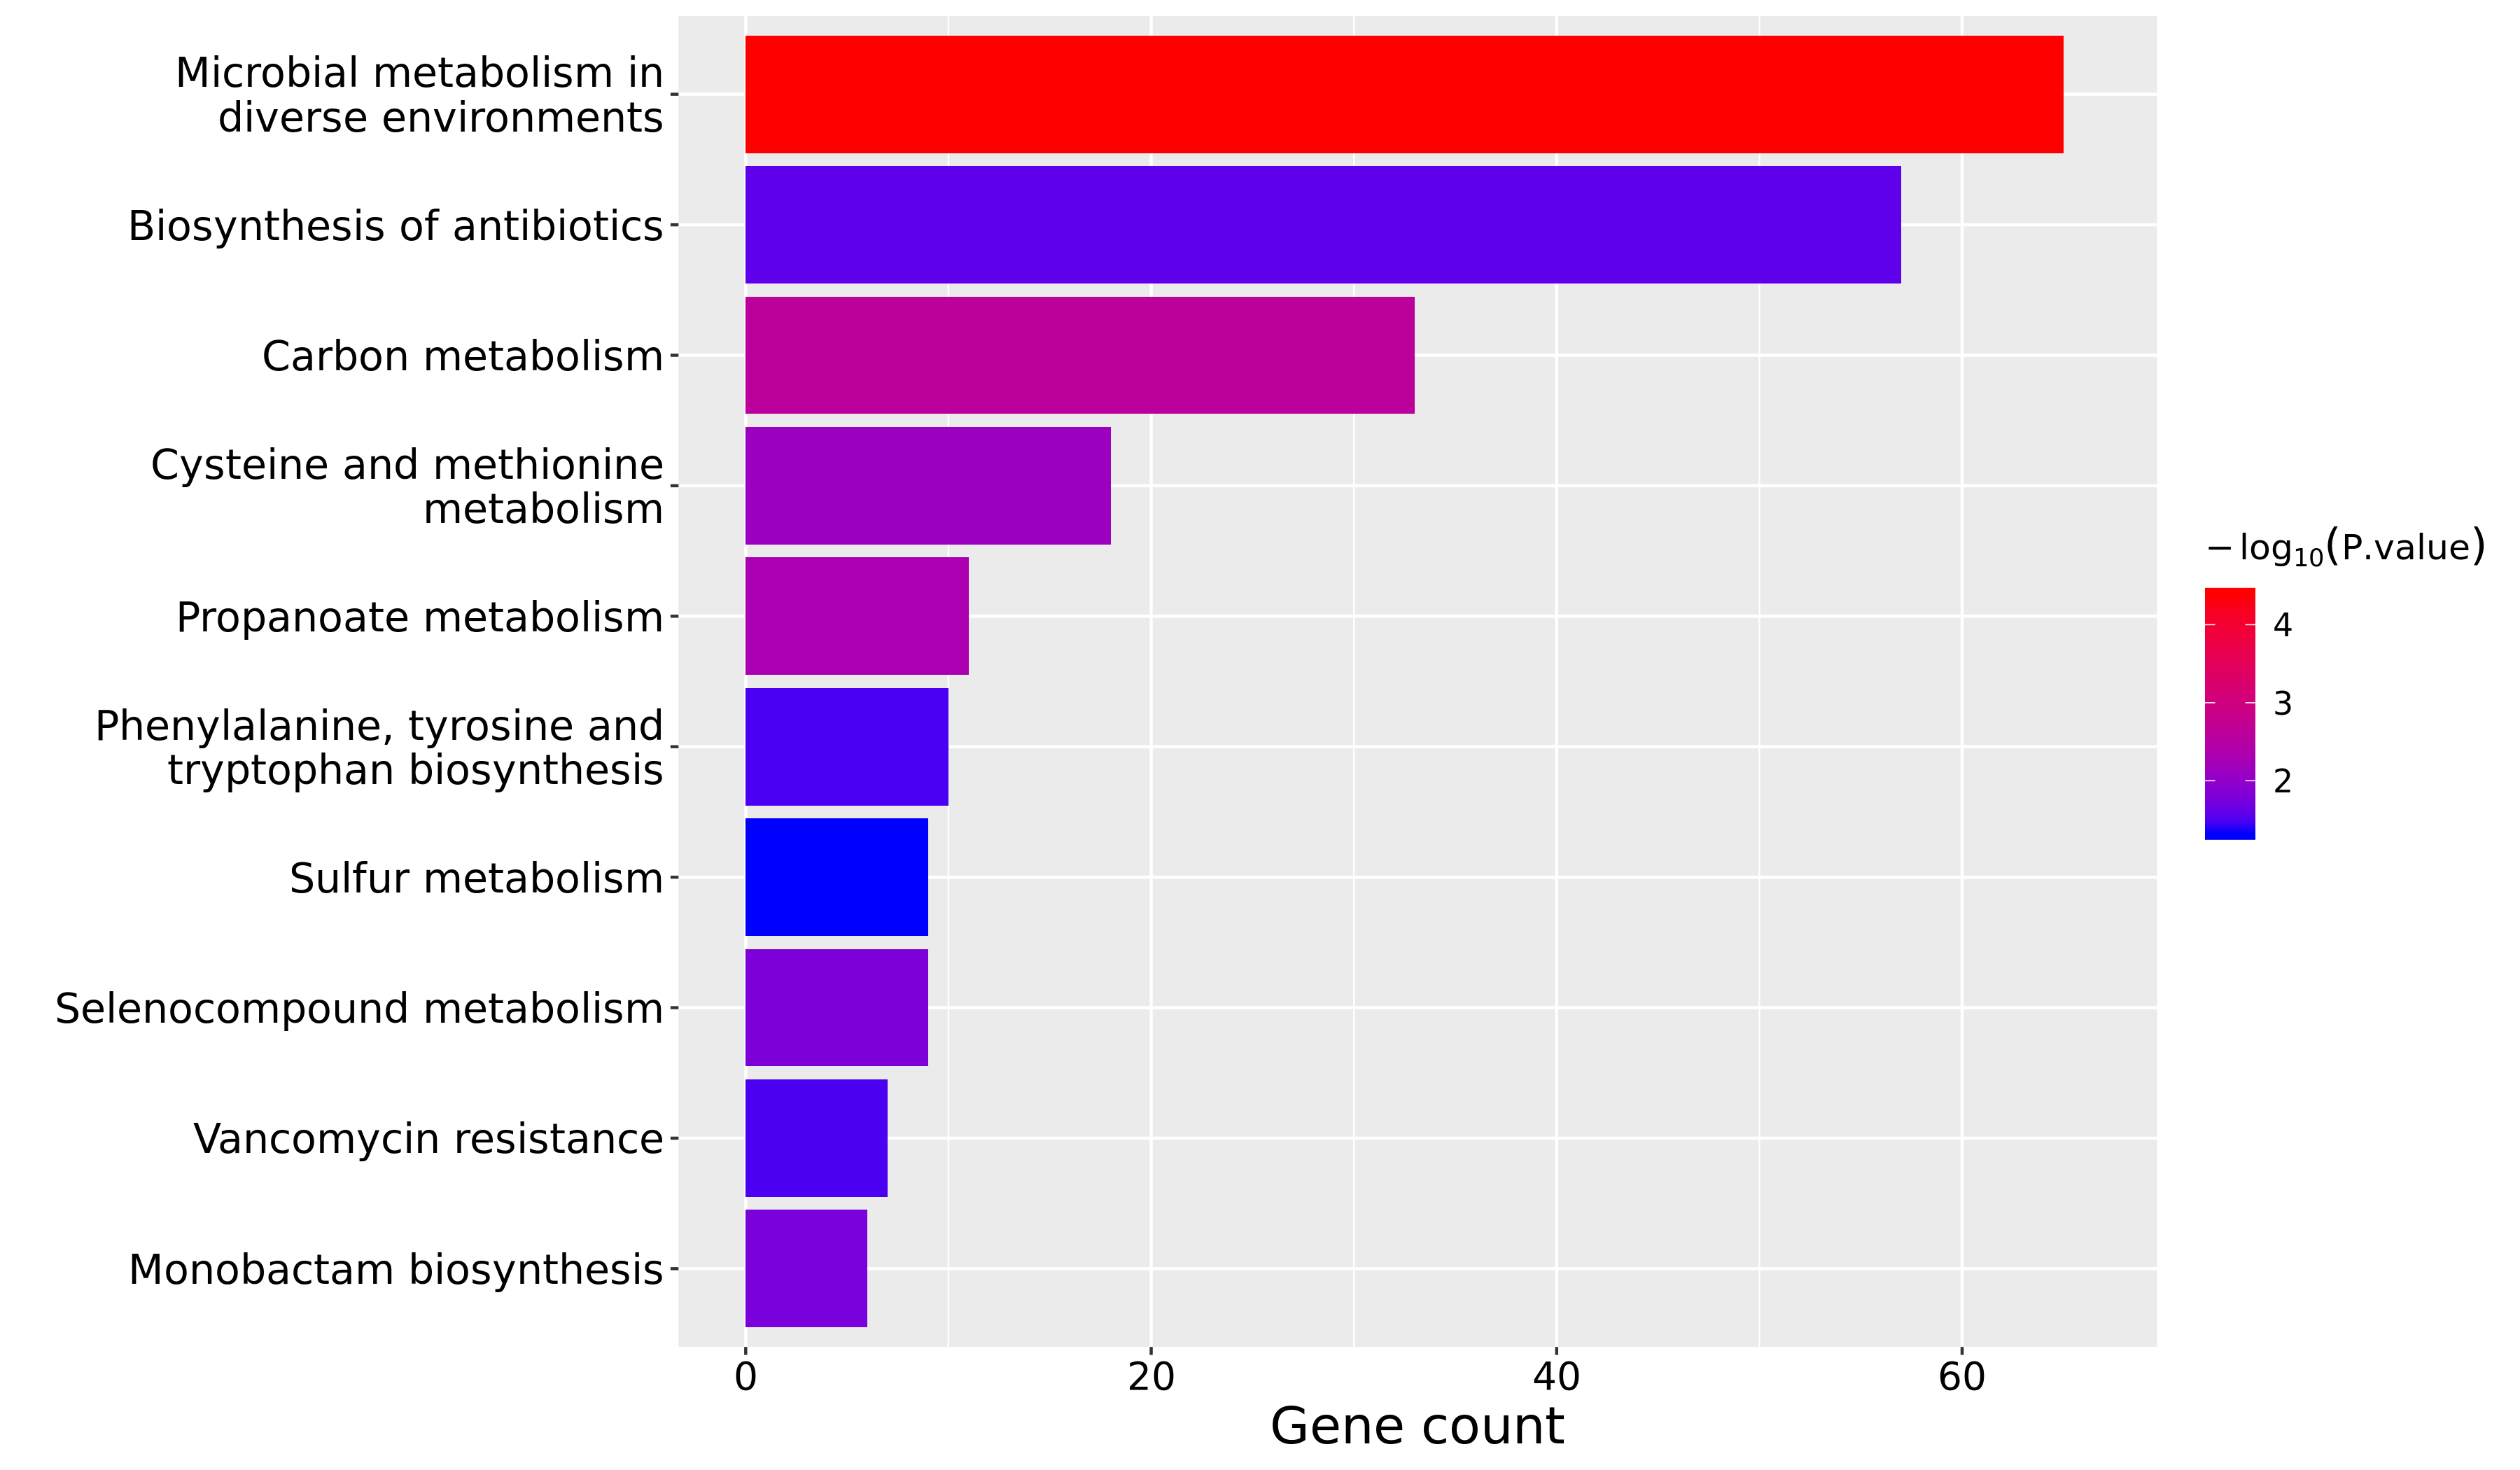 Microbial metabolism in
diverse environments
Biosynthesis of antibiotics
Carbon metabolism
Cysteine and methionine
metabolism
Propanoate metabolism
Phenylalanine, tyrosine and
tryptophan biosynthesis
Sulfur metabolism
Selenocompound metabolism
Vancomycin resistance
Monobactam biosynthesis
0 20 40 60
Gene count
−log₁₀(P.value)
4
3
2